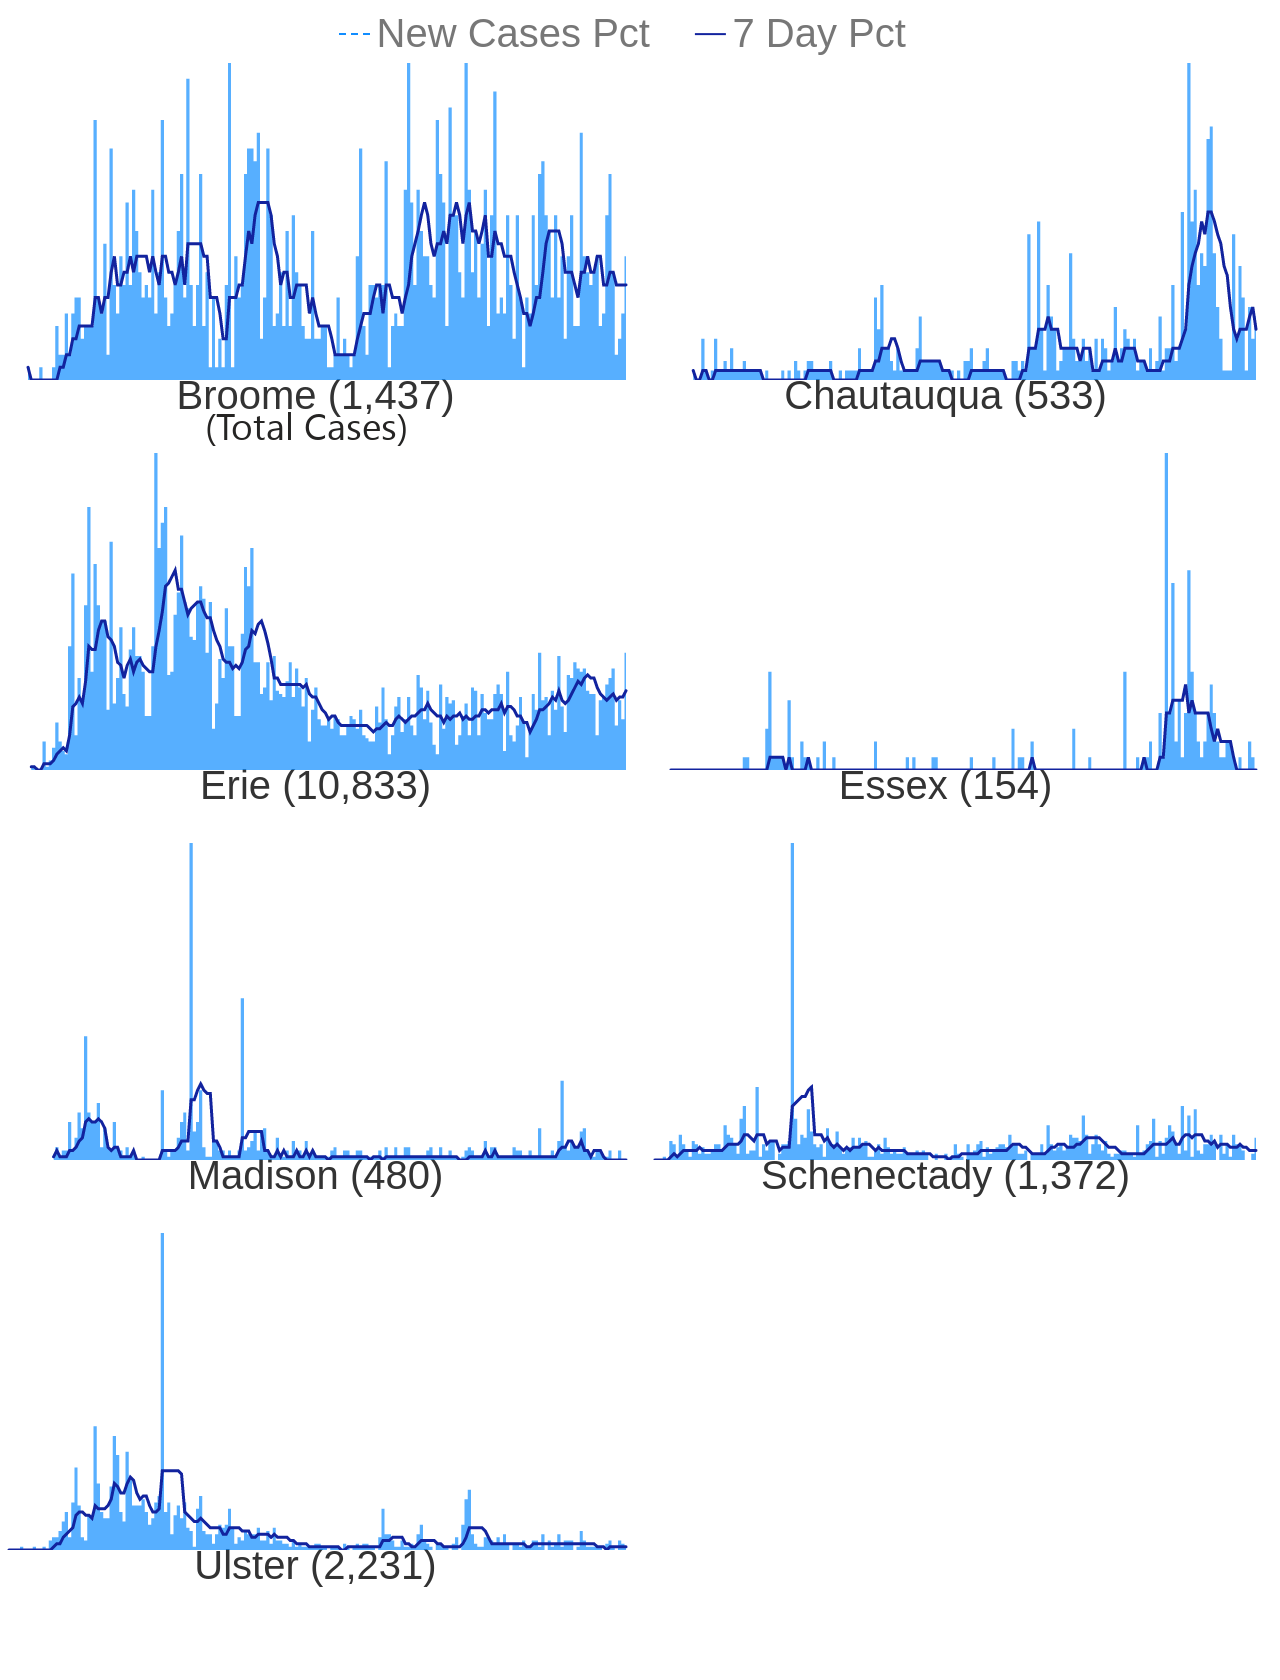 New Cases Pct 7 Day Pct
Broome (1,437) Chautauqua (533)
(Total Cases)
Erie (10,833) Essex (154)
Madison (480) Schenectady (1,372)
Ulster (2,231)